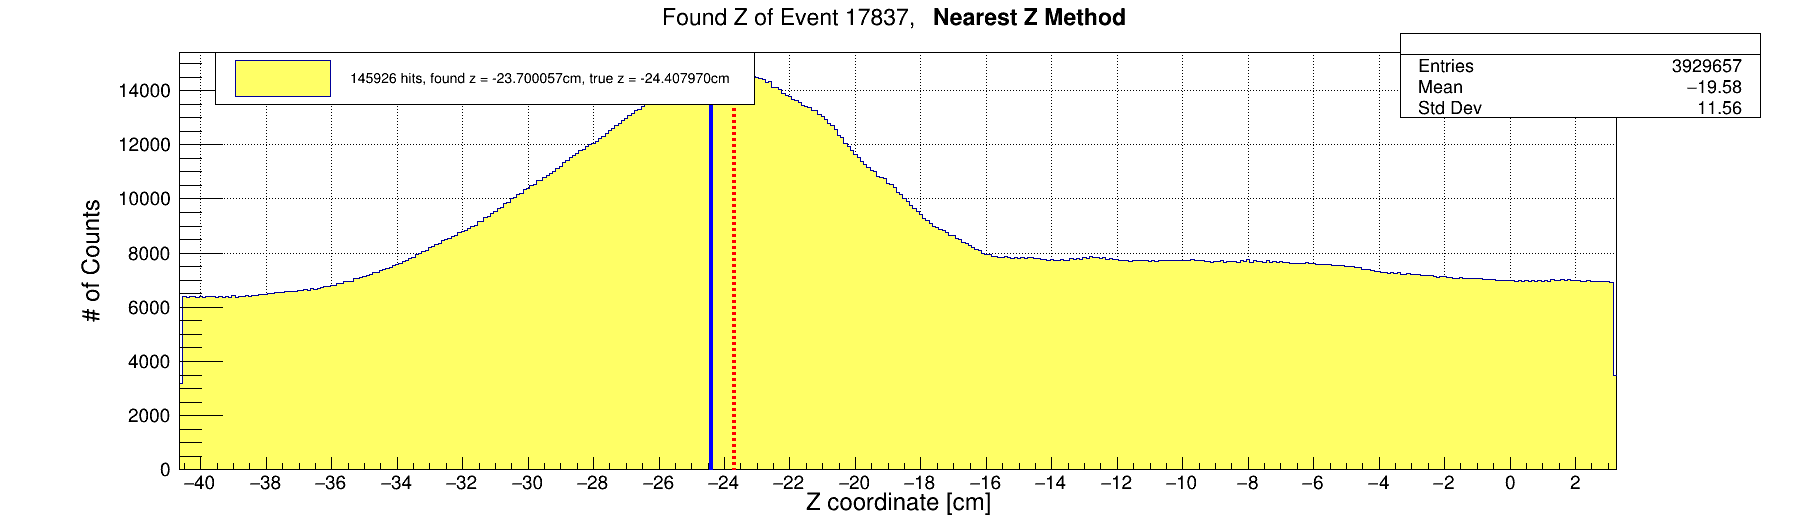 Found Z of Event 17837, Nearest Z Method
145926 hits, found z = -23.700057cm, true z = -24.407970cm
Entries 3929657
Mean −19.58
Std Dev 11.56
# of Counts
14000
12000
10000
8000
6000
4000
2000
0
−40 −38 −36 −34 −32 −30 −28 −26 −24 −22 −20 −18 −16 −14 −12 −10 −8 −6 −4 −2 0 2
Z coordinate [cm]